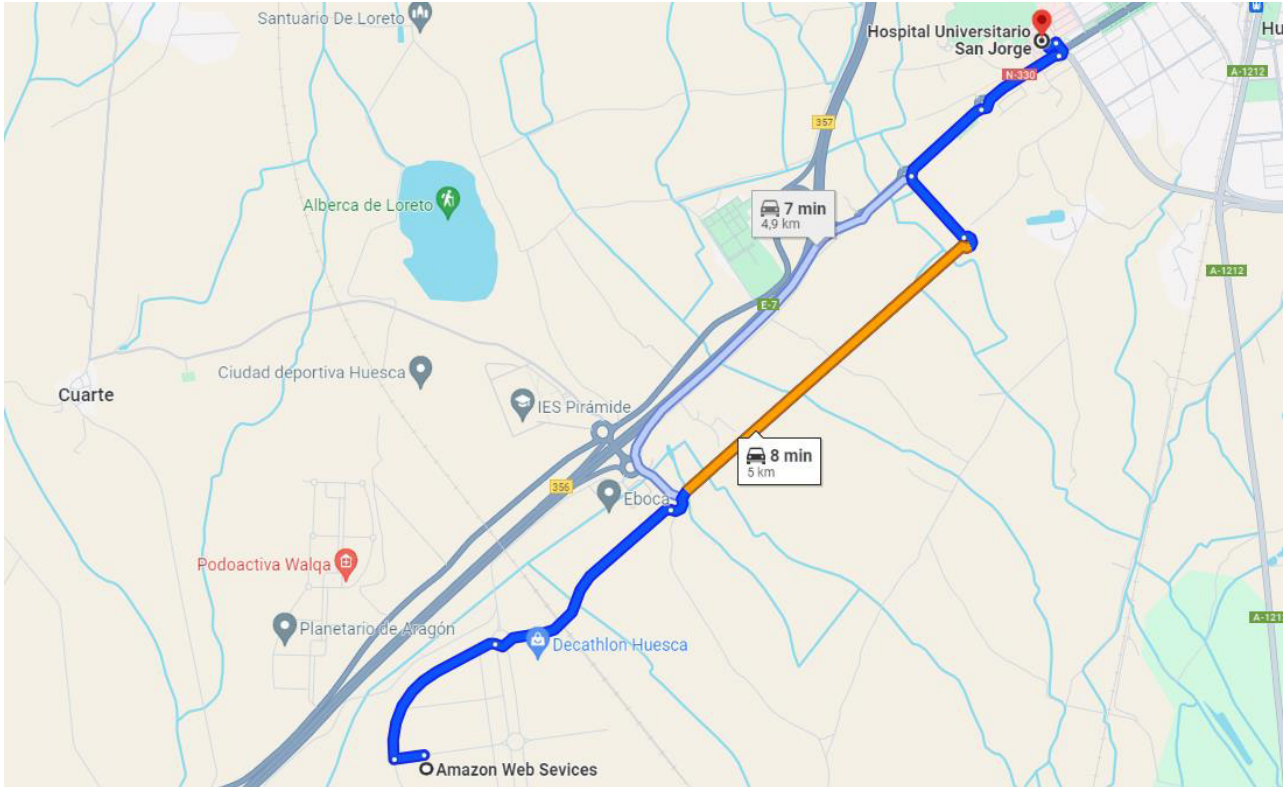 Santuario De Loreto
Hospital Universitario
San Jorge
Hu
N-330
A-1212
357
7 min
4,9 km
Alberca de Loreto
A-1212
E-7
Ciudad deportiva Huesca
Cuarte
IES Pirámide
8 min
5 km
356
Eboca
Podoactiva Walqa
Planetario de Aragón
A-1212
Decathlon Huesca
Amazon Web Sevices